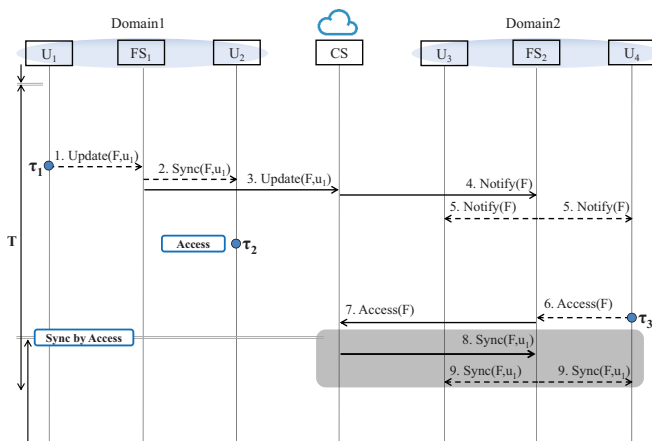 Domain1
Domain2
U1
FS1
U2
CS
U3
FS2
U4
τ1
1. Update(F,u1)
2. Sync(F,u1)
3. Update(F,u1)
4. Notify(F)
5. Notify(F)
5. Notify(F)
T
Access
τ2
6. Access(F)
7. Access(F)
τ3
Sync by Access
8. Sync(F,u1)
9. Sync(F,u1)
9. Sync(F,u1)